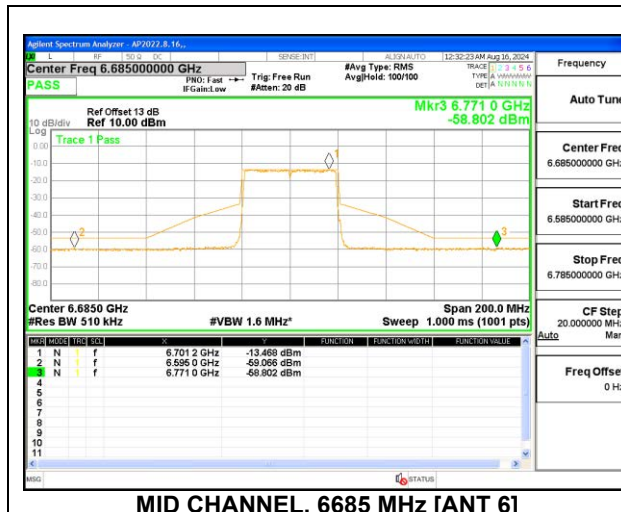 Agilent Spectrum Analyzer - AP2022.8.16,,
L RF 50 Ω DC SENSE:INT ALIGN AUTO 12:32:23 AM Aug 16, 2024
Center Freq 6.685000000 GHz
PNO: Fast
IFGain:Low
Trig: Free Run
#Atten: 20 dB
#Avg Type: RMS
Avg|Hold: 100/100
TRACE 1 2 3 4 5 6
TYPE A WWWWW
DET A N N N N N
PASS
Ref Offset 13 dB
Ref 10.00 dBm
10 dB/div
Log
Mkr3 6.771 0 GHz
-58.802 dBm
Trace 1 Pass
0.00
-10.0
-20.0
-30.0
-40.0
-50.0
-60.0
-70.0
-80.0
1
2
3
Center 6.6850 GHz
Span 200.0 MHz
#Res BW 510 kHz
#VBW 1.6 MHz*
Sweep 1.000 ms (1001 pts)
MKR MODE TRC SCL X Y FUNCTION FUNCTION WIDTH FUNCTION VALUE
1 N 1 f 6.701 2 GHz -13.468 dBm
2 N 1 f 6.595 0 GHz -59.066 dBm
3 N 1 f 6.771 0 GHz -58.802 dBm
4
5
6
7
8
9
10
11
MSG
STATUS
Frequency
Auto Tune
Center Freq
6.685000000 GHz
Start Freq
6.585000000 GHz
Stop Freq
6.785000000 GHz
CF Step
20.000000 MHz
Auto Man
Freq Offset
0 Hz
MID CHANNEL, 6685 MHz [ANT 6]